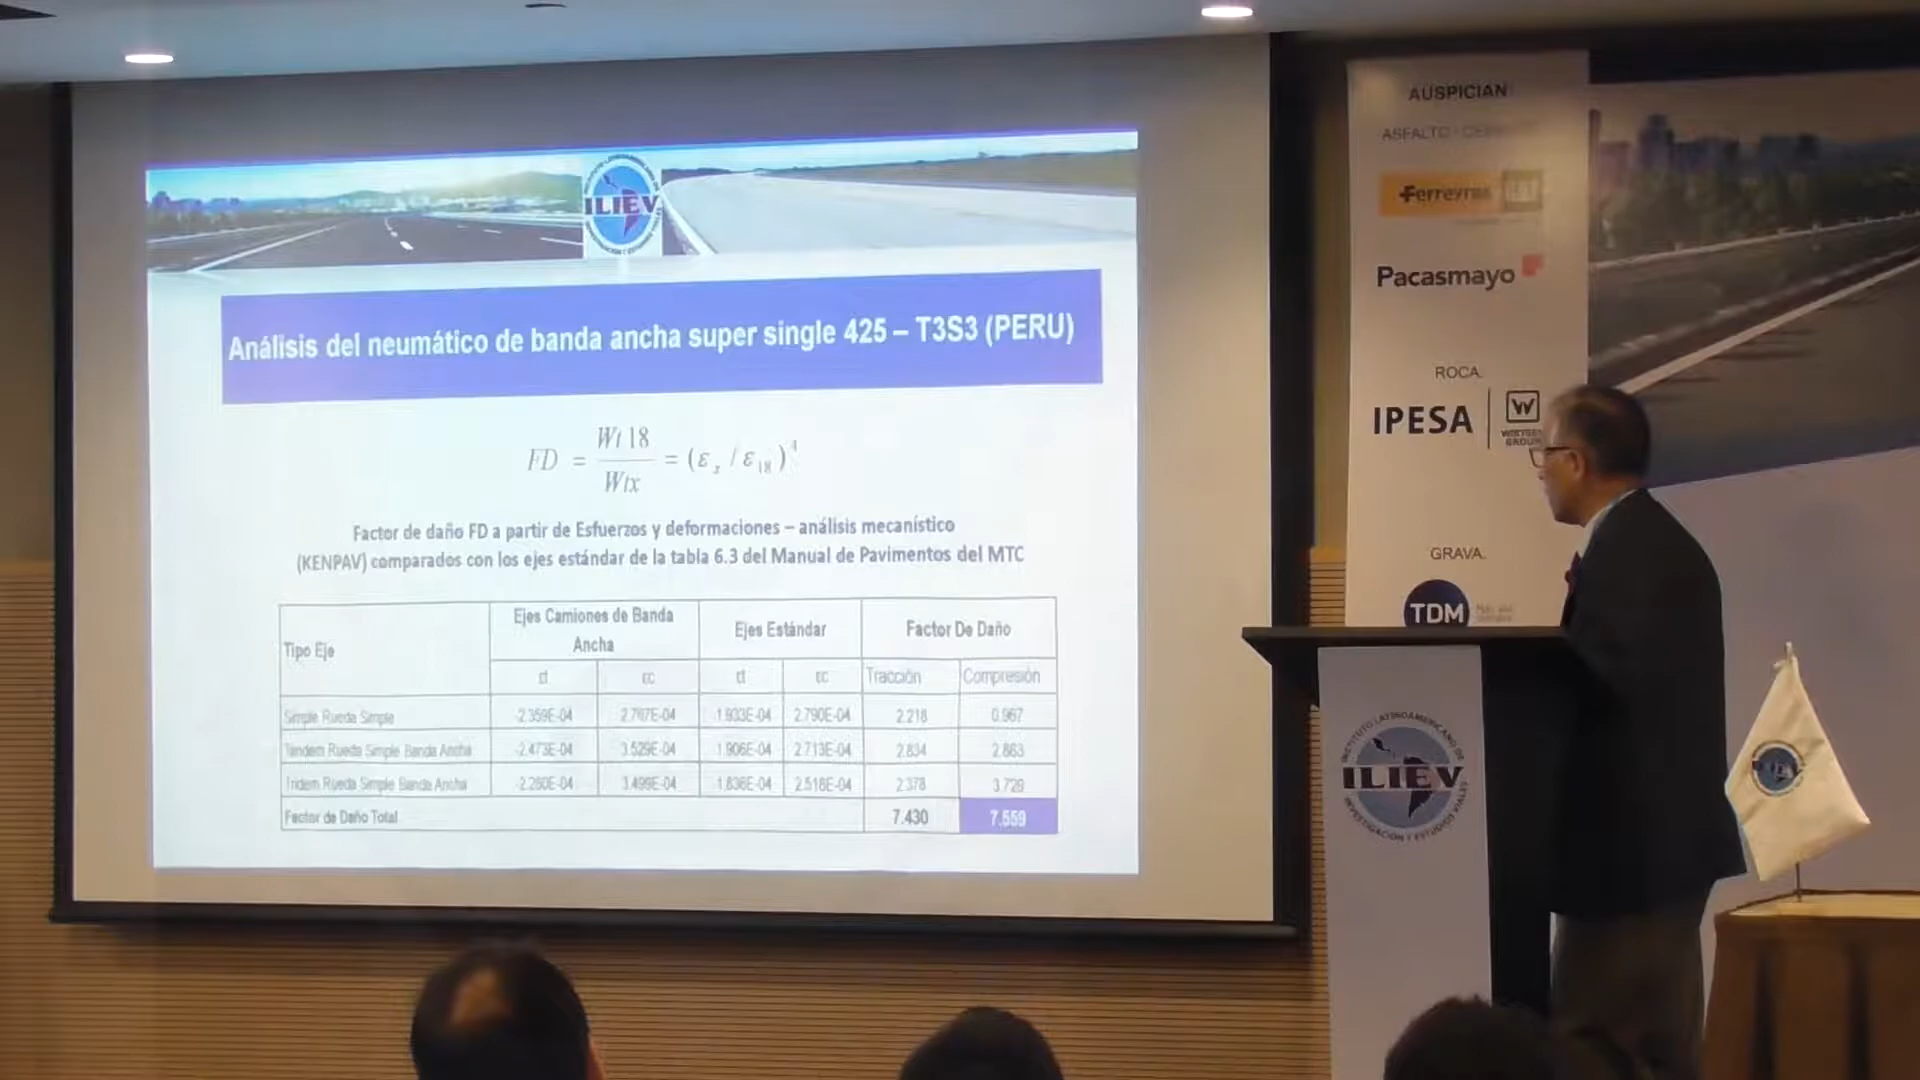 ILIEV
Análisis del neumático de banda ancha super single 425 – T3S3 (PERU)
FD = Wt 18 / Wtx = (εx / ε18)^4
Factor de daño FD a partir de Esfuerzos y deformaciones – análisis mecanístico
(KENPAV) comparados con los ejes estándar de la tabla 6.3 del Manual de Pavimentos del MTC
Tipo Eje Ejes Camiones de Banda Ancha Ejes Estándar Factor De Daño
εt εc εt εc Tracción Compresión
Simple Rueda Simple 2.359E-04 2.767E-04 1.933E-04 2.790E-04 2.218 0.967
Tandem Rueda Simple Banda Ancha -2.473E-04 3.529E-04 1.906E-04 2.713E-04 2.834 2.863
Tridem Rueda Simple Banda Ancha -2.280E-04 3.499E-04 1.836E-04 2.518E-04 2.378 3.729
Factor de Daño Total 7.430 7.559
AUSPICIAN
ASFALTO
Ferreyros
Pacasmayo
ROCA.
IPESA
W
WIRTGEN
GROUP
GRAVA.
TDM
INSTITUTO LATINOAMERICANO DE
ILIEV
INVESTIGACIÓN Y ESTUDIOS VIALES
ILIEV